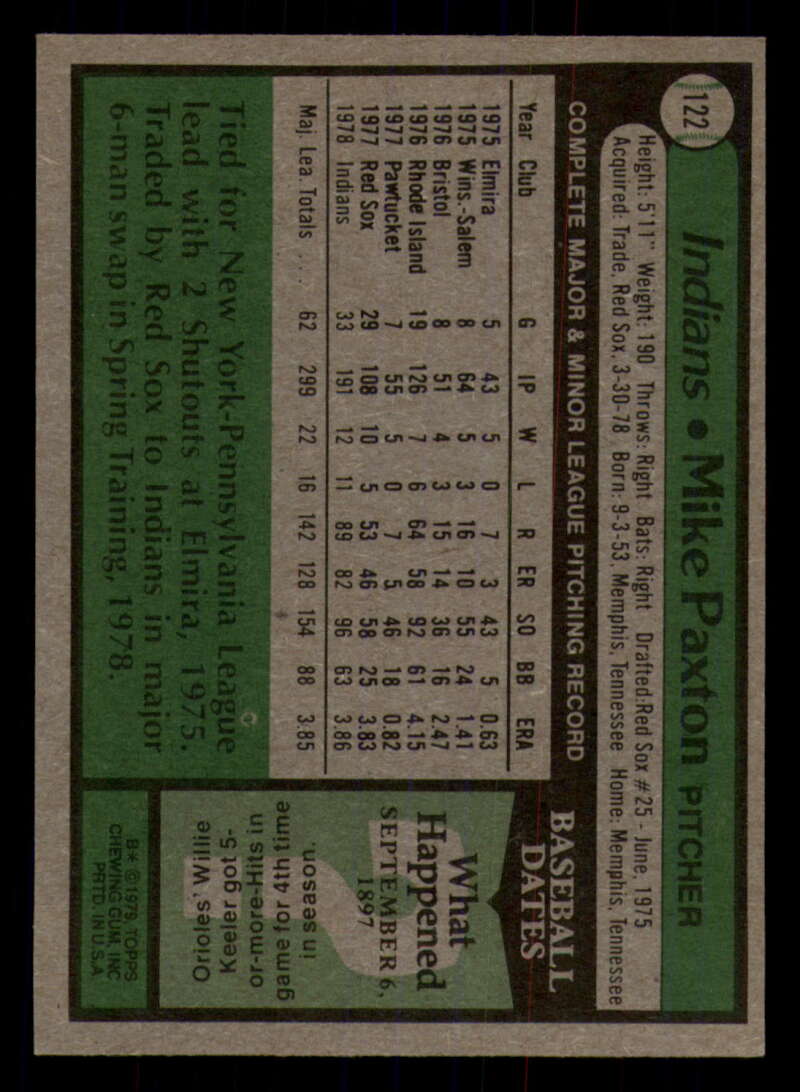 122
Indians • Mike Paxton PITCHER
Height: 5'11" Weight: 190 Throws: Right Bats: Right Drafted:Red Sox #25 - June, 1975
Acquired: Trade, Red Sox, 3-30-78 Born: 9-3-53, Memphis, Tennessee Home: Memphis, Tennessee
COMPLETE MAJOR & MINOR LEAGUE PITCHING RECORD
Year Club G IP W L R ER SO BB ERA
1975 Elmira 5 43 5 0 7 3 43 5 0.63
1975 Wins.-Salem 8 64 5 3 16 10 55 24 1.41
1976 Bristol 8 51 4 3 15 14 36 16 2.47
1976 Rhode Island 19 126 7 6 64 58 92 61 4.15
1977 Pawtucket 7 55 5 0 7 5 46 18 0.82
1977 Red Sox 29 108 10 5 53 46 58 25 3.83
1978 Indians 33 191 12 11 89 82 96 63 3.86
Maj. Lea. Totals .... 62 299 22 16 142 128 154 88 3.85
Tied for New York-Pennsylvania League
lead with 2 Shutouts at Elmira, 1975.
Traded by Red Sox to Indians in major
6-man swap in Spring Training, 1978.
BASEBALL
DATES
What
Happened
SEPTEMBER 6,
1897
Orioles' Willie
Keeler got 5-
or-more-Hits in
game for 4th time
in season.
B* ©1979 TOPPS
CHEWING GUM, INC
PRTD. IN U.S.A